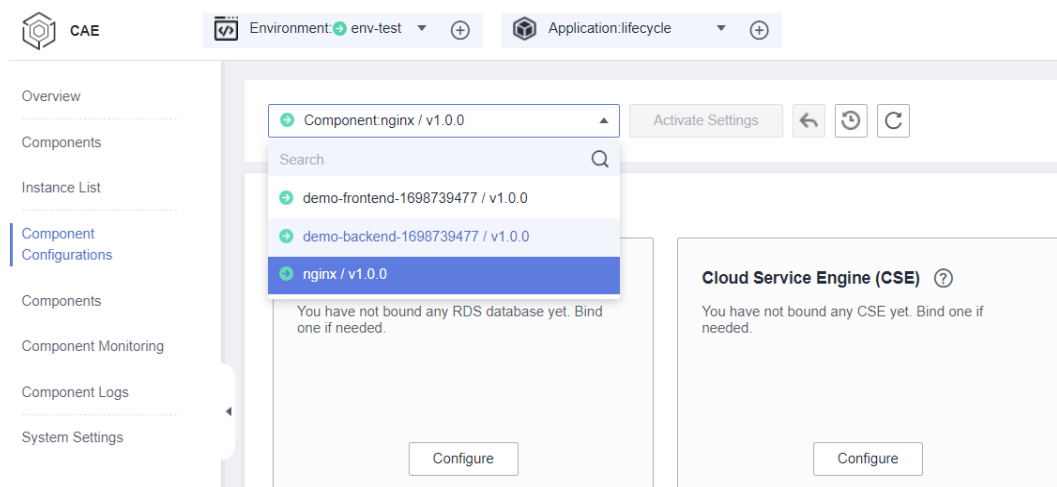 CAE
Environment: env-test
Application:lifecycle
Overview
Components
Instance List
Component
Configurations
Components
Component Monitoring
Component Logs
System Settings
Component:nginx / v1.0.0
Activate Settings
Search
demo-frontend-1698739477 / v1.0.0
demo-backend-1698739477 / v1.0.0
nginx / v1.0.0
You have not bound any RDS database yet. Bind
one if needed.
Configure
Cloud Service Engine (CSE) ?
You have not bound any CSE yet. Bind one if
needed.
Configure